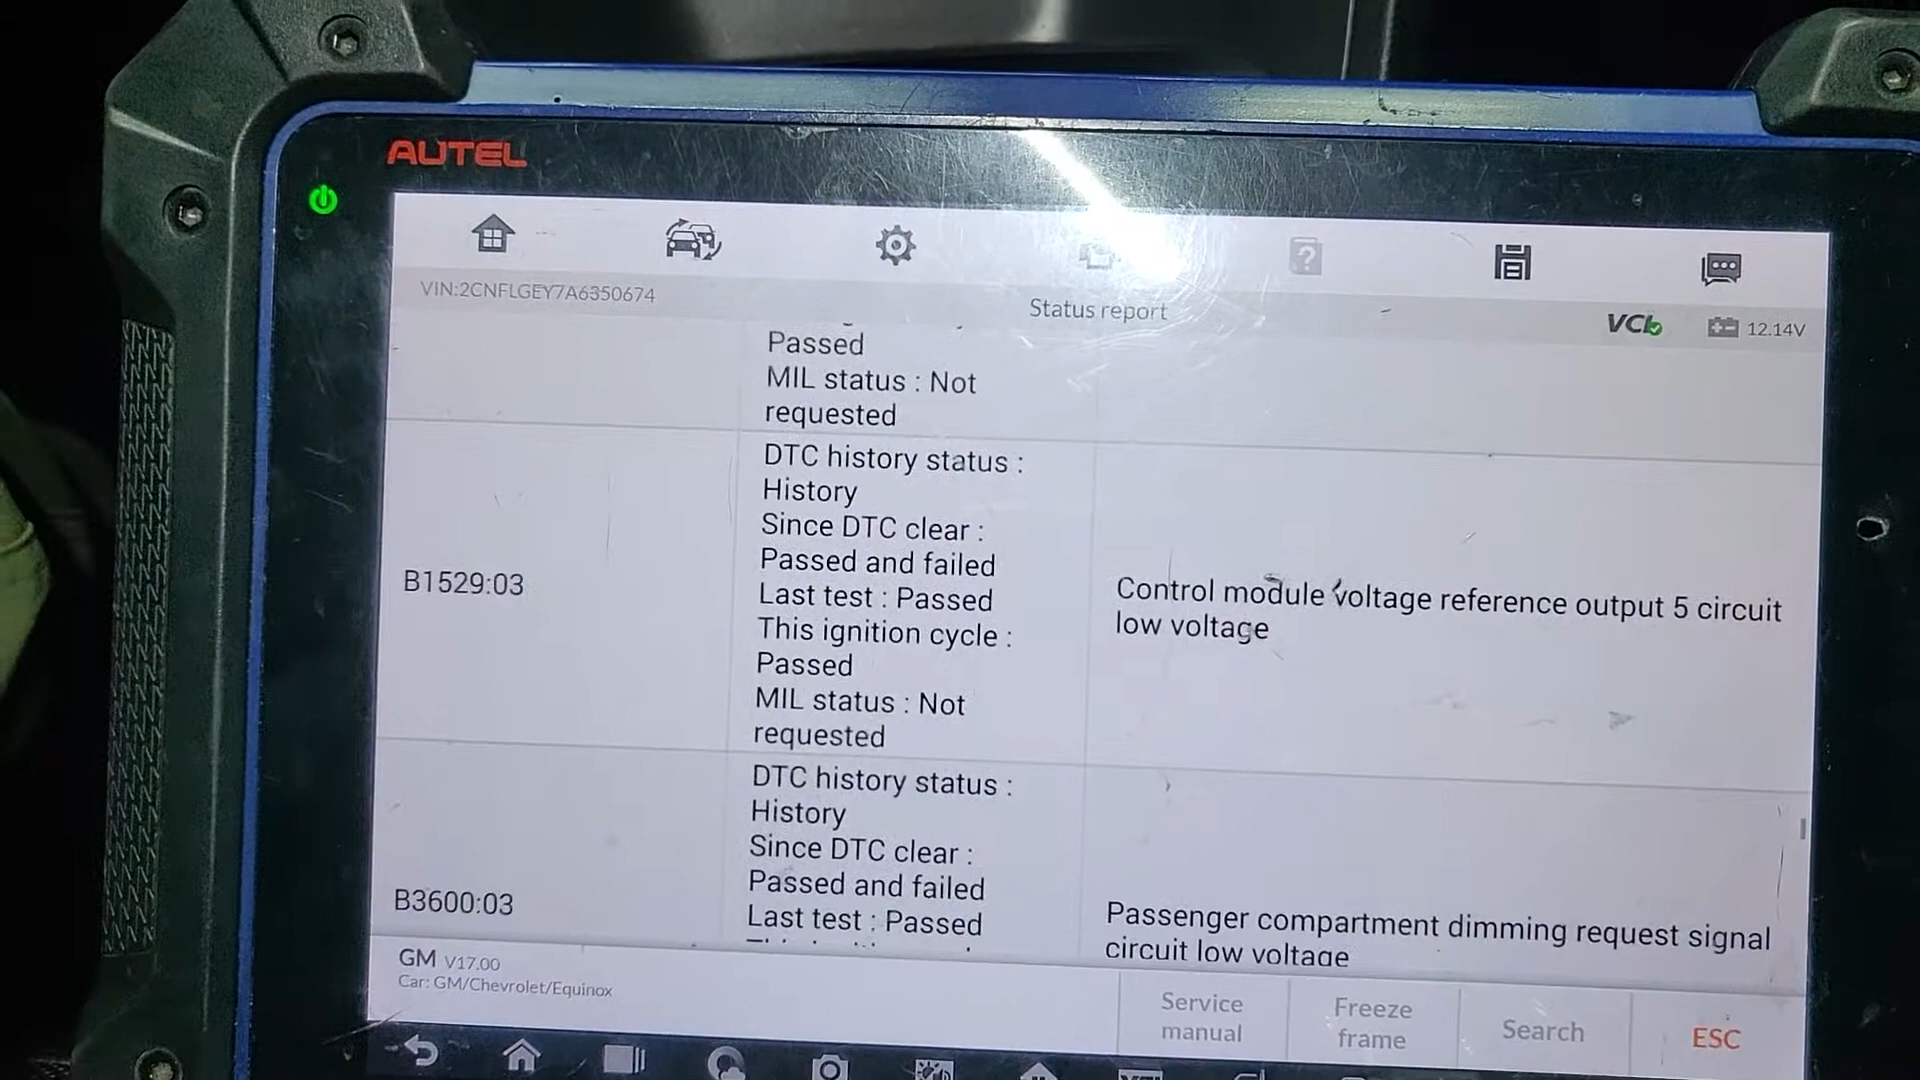 AUTEL
VIN:2CNFLGEY7A6350674
Status report
VCI
12.14V
Passed
MIL status : Not
requested
B1529:03
DTC history status :
History
Since DTC clear :
Passed and failed
Last test : Passed
This ignition cycle :
Passed
MIL status : Not
requested
Control module voltage reference output 5 circuit
low voltage
B3600:03
DTC history status :
History
Since DTC clear :
Passed and failed
Last test : Passed
Passenger compartment dimming request signal
circuit low voltage
GM V17.00
Car: GM/Chevrolet/Equinox
Service
manual
Freeze
frame
Search
ESC